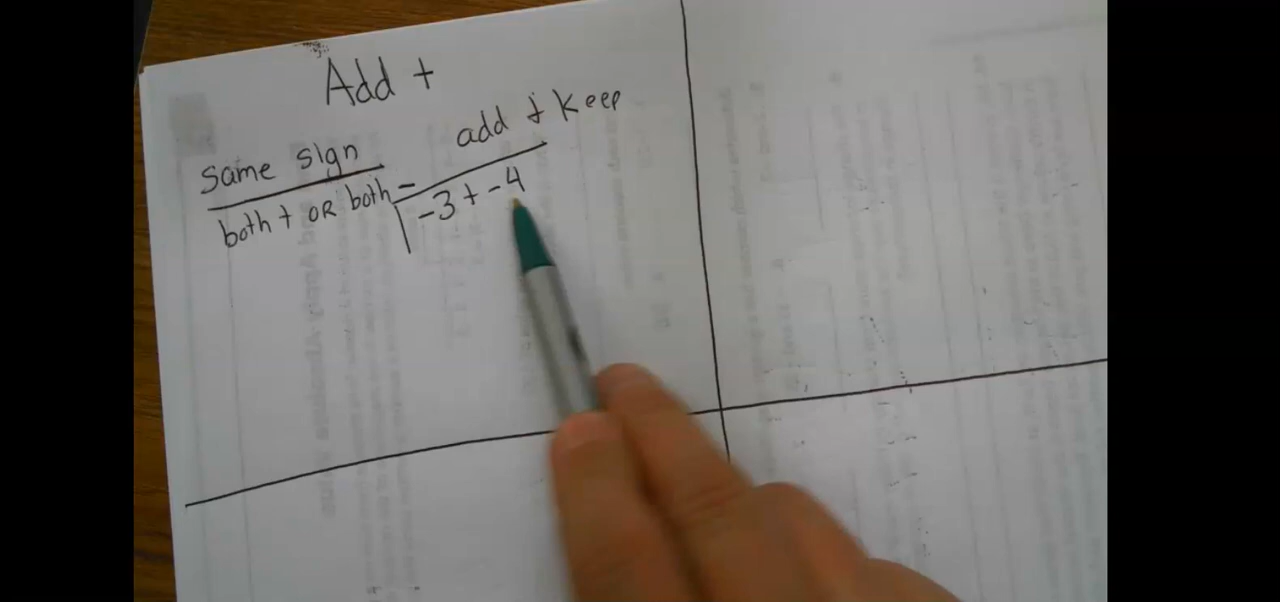 Add +
same sign add + Keep
both + OR both - -3 + -4